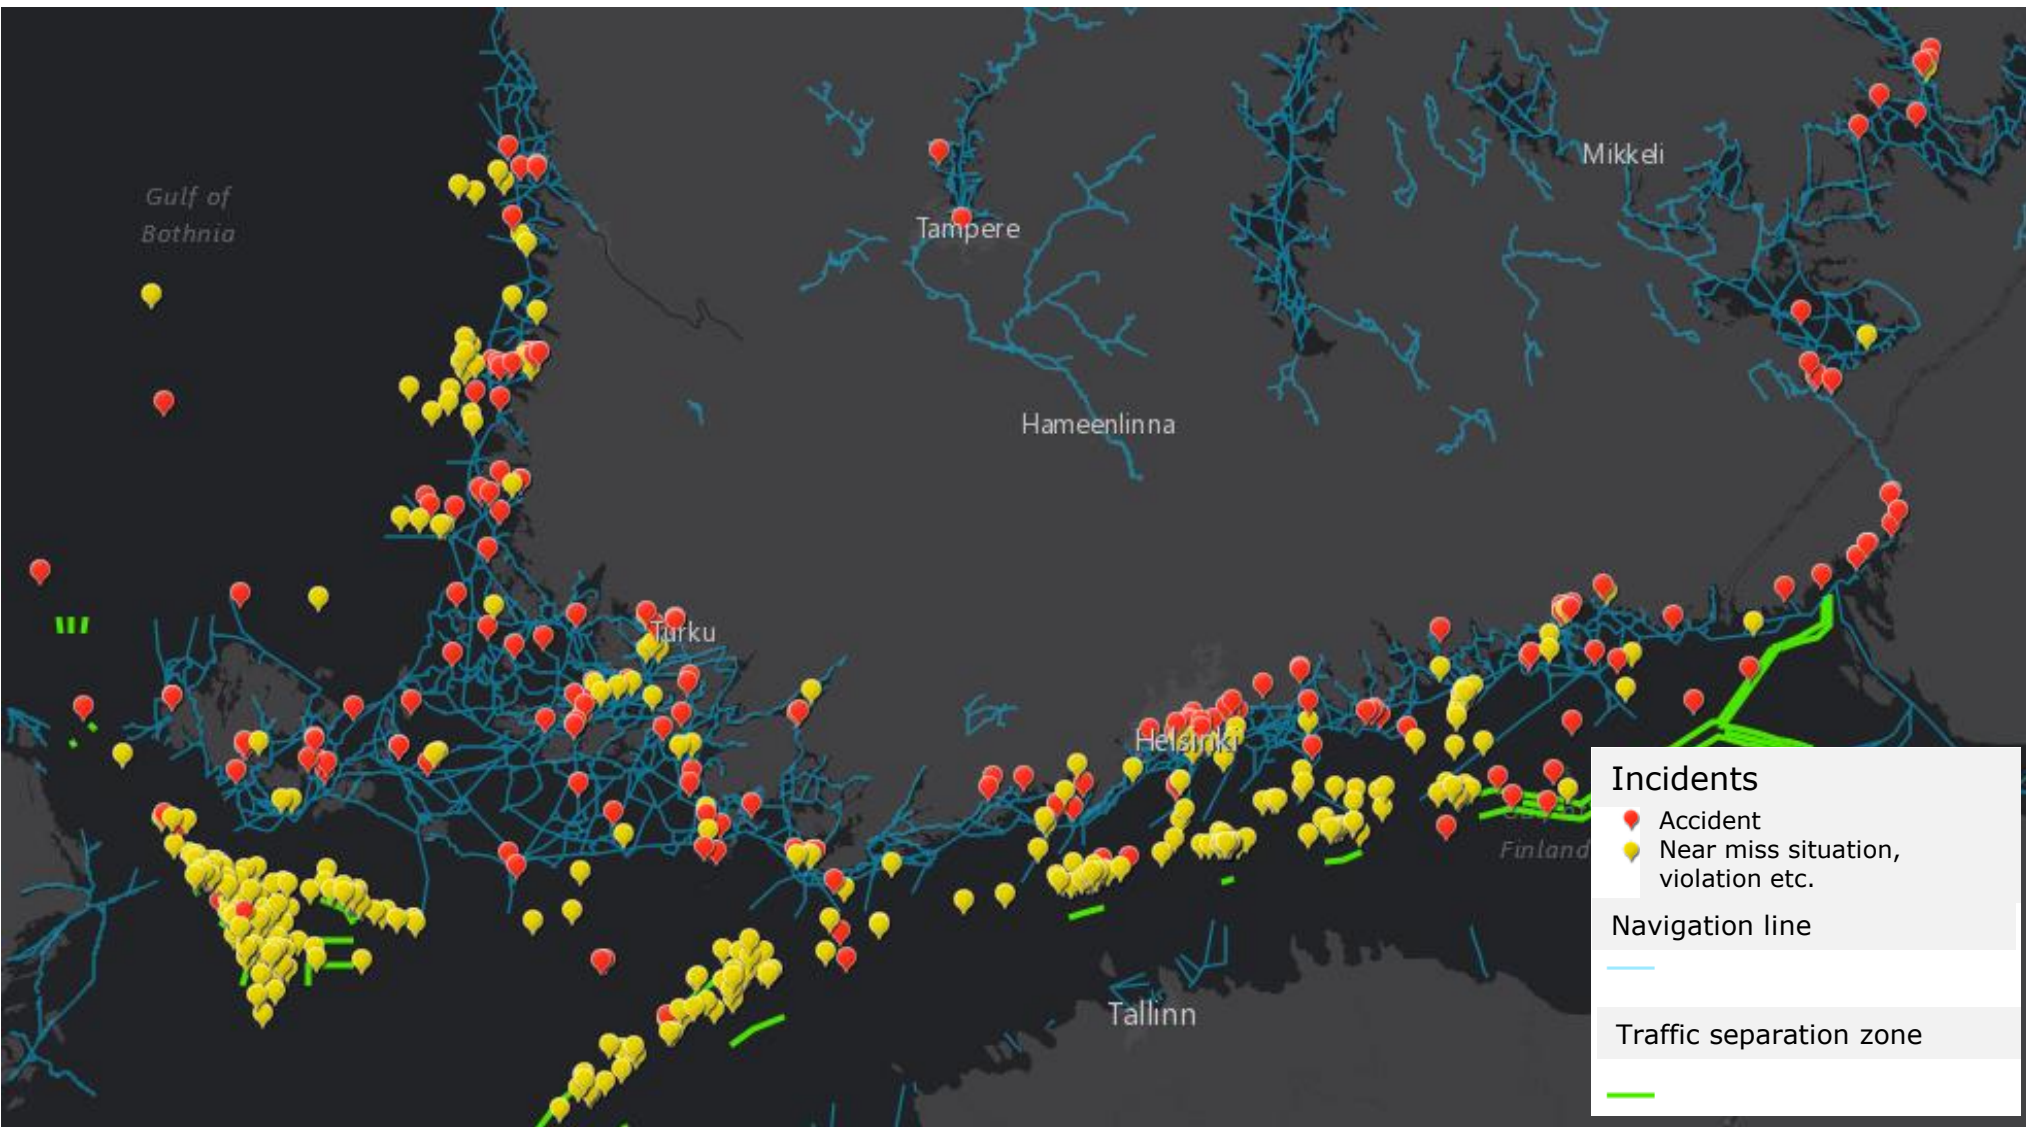 Mikkeli
Gulf of
Bothnia
Tampere
Hameenlinna
Turku
Helsinki
Incidents
Accident
Near miss situation,
violation etc.
Finland
Navigation line
Tallinn
Traffic separation zone